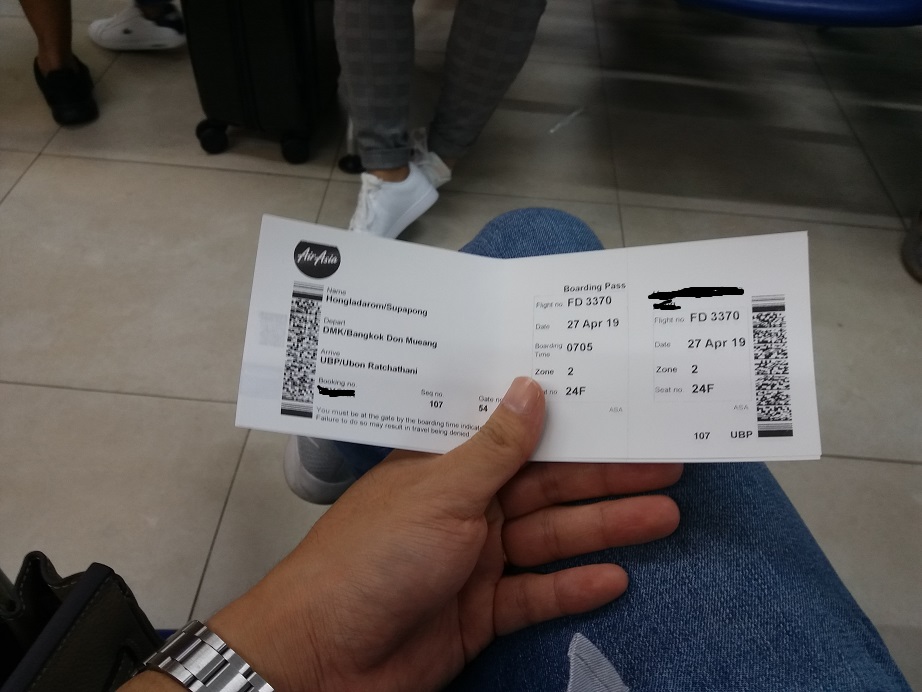 AirAsia
Name
Hongladarom/Supapong
Depart
DMK/Bangkok Don Mueang
Arrive
UBP/Ubon Ratchathani
Booking no
Seq no
107
Gate no
54
You must be at the gate by the boarding time
Failure to do so may result in travel being denied
Boarding Pass
Flight no FD 3370
Date 27 Apr 19
Boarding Time 0705
Zone 2
24F
ASA
Flight no FD 3370
Date 27 Apr 19
Zone 2
Seat no 24F
ASA
107 UBP